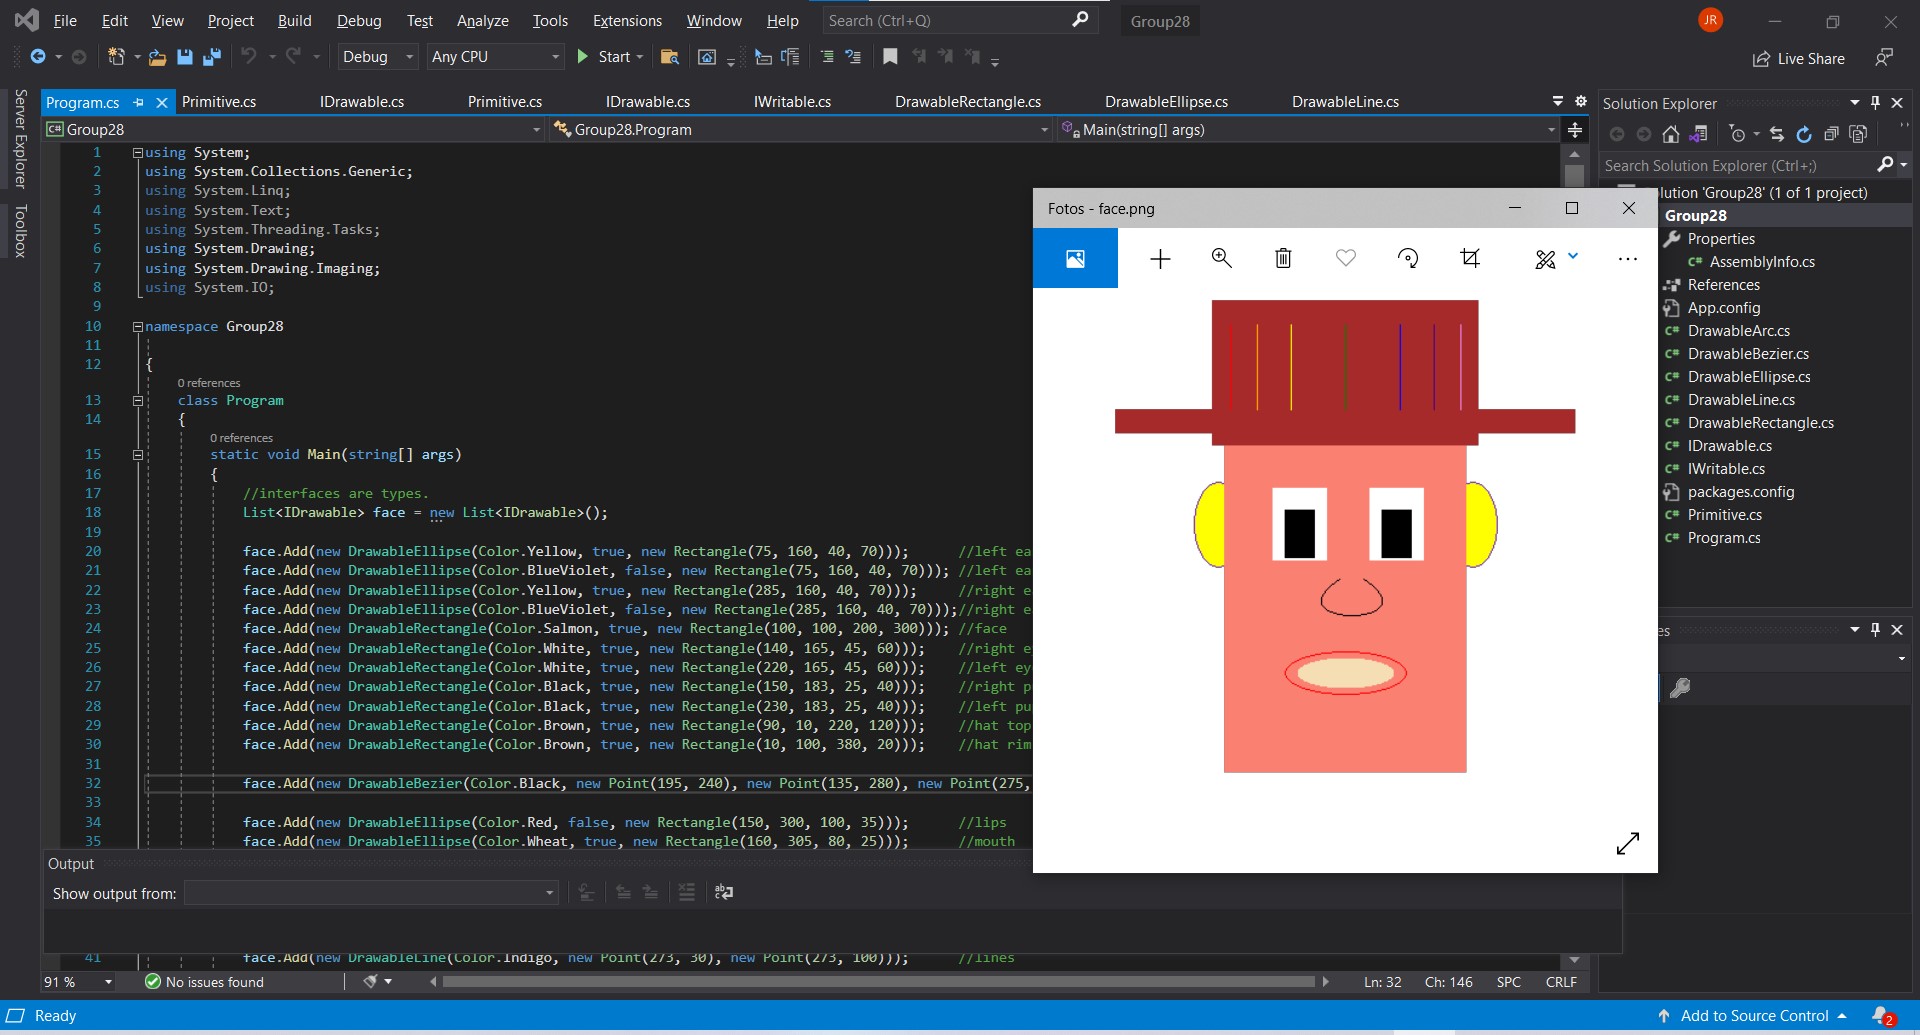 File Edit View Project Build Debug Test Analyze Tools Extensions Window Help Search (Ctrl+Q) Group28 JR
Debug Any CPU Start Live Share
Server Explorer
Toolbox
Program.cs Primitive.cs IDrawable.cs Primitive.cs IDrawable.cs IWritable.cs DrawableRectangle.cs DrawableEllipse.cs DrawableLine.cs
C# Group28 Group28.Program Main(string[] args)
1 using System;
2 using System.Collections.Generic;
3 using System.Linq;
4 using System.Text;
5 using System.Threading.Tasks;
6 using System.Drawing;
7 using System.Drawing.Imaging;
8 using System.IO;
9
10 namespace Group28
11
12 {
0 references
13 class Program
14 {
0 references
15 static void Main(string[] args)
16 {
17 //interfaces are types.
18 List<IDrawable> face = new List<IDrawable>();
19
20 face.Add(new DrawableEllipse(Color.Yellow, true, new Rectangle(75, 160, 40, 70))); //left ea
21 face.Add(new DrawableEllipse(Color.BlueViolet, false, new Rectangle(75, 160, 40, 70))); //left ea
22 face.Add(new DrawableEllipse(Color.Yellow, true, new Rectangle(285, 160, 40, 70))); //right e
23 face.Add(new DrawableEllipse(Color.BlueViolet, false, new Rectangle(285, 160, 40, 70)));//right e
24 face.Add(new DrawableRectangle(Color.Salmon, true, new Rectangle(100, 100, 200, 300))); //face
25 face.Add(new DrawableRectangle(Color.White, true, new Rectangle(140, 165, 45, 60))); //right e
26 face.Add(new DrawableRectangle(Color.White, true, new Rectangle(220, 165, 45, 60))); //left ey
27 face.Add(new DrawableRectangle(Color.Black, true, new Rectangle(150, 183, 25, 40))); //right p
28 face.Add(new DrawableRectangle(Color.Black, true, new Rectangle(230, 183, 25, 40))); //left pu
29 face.Add(new DrawableRectangle(Color.Brown, true, new Rectangle(90, 10, 220, 120))); //hat top
30 face.Add(new DrawableRectangle(Color.Brown, true, new Rectangle(10, 100, 380, 20))); //hat rim
31
32 face.Add(new DrawableBezier(Color.Black, new Point(195, 240), new Point(135, 280), new Point(275,
33
34 face.Add(new DrawableEllipse(Color.Red, false, new Rectangle(150, 300, 100, 35))); //lips
35 face.Add(new DrawableEllipse(Color.Wheat, true, new Rectangle(160, 305, 80, 25))); //mouth
Output
Show output from:
41 face.Add(new DrawableLine(Color.Indigo, new Point(273, 30), new Point(273, 100))); //lines
91 % No issues found Ln: 32 Ch: 146 SPC CRLF
Fotos - face.png
Solution Explorer
Search Solution Explorer (Ctrl+;)
lution 'Group28' (1 of 1 project)
Group28
Properties
C# AssemblyInfo.cs
References
App.config
C# DrawableArc.cs
C# DrawableBezier.cs
C# DrawableEllipse.cs
C# DrawableLine.cs
C# DrawableRectangle.cs
C# IDrawable.cs
C# IWritable.cs
packages.config
C# Primitive.cs
C# Program.cs
es
Ready Add to Source Control 2